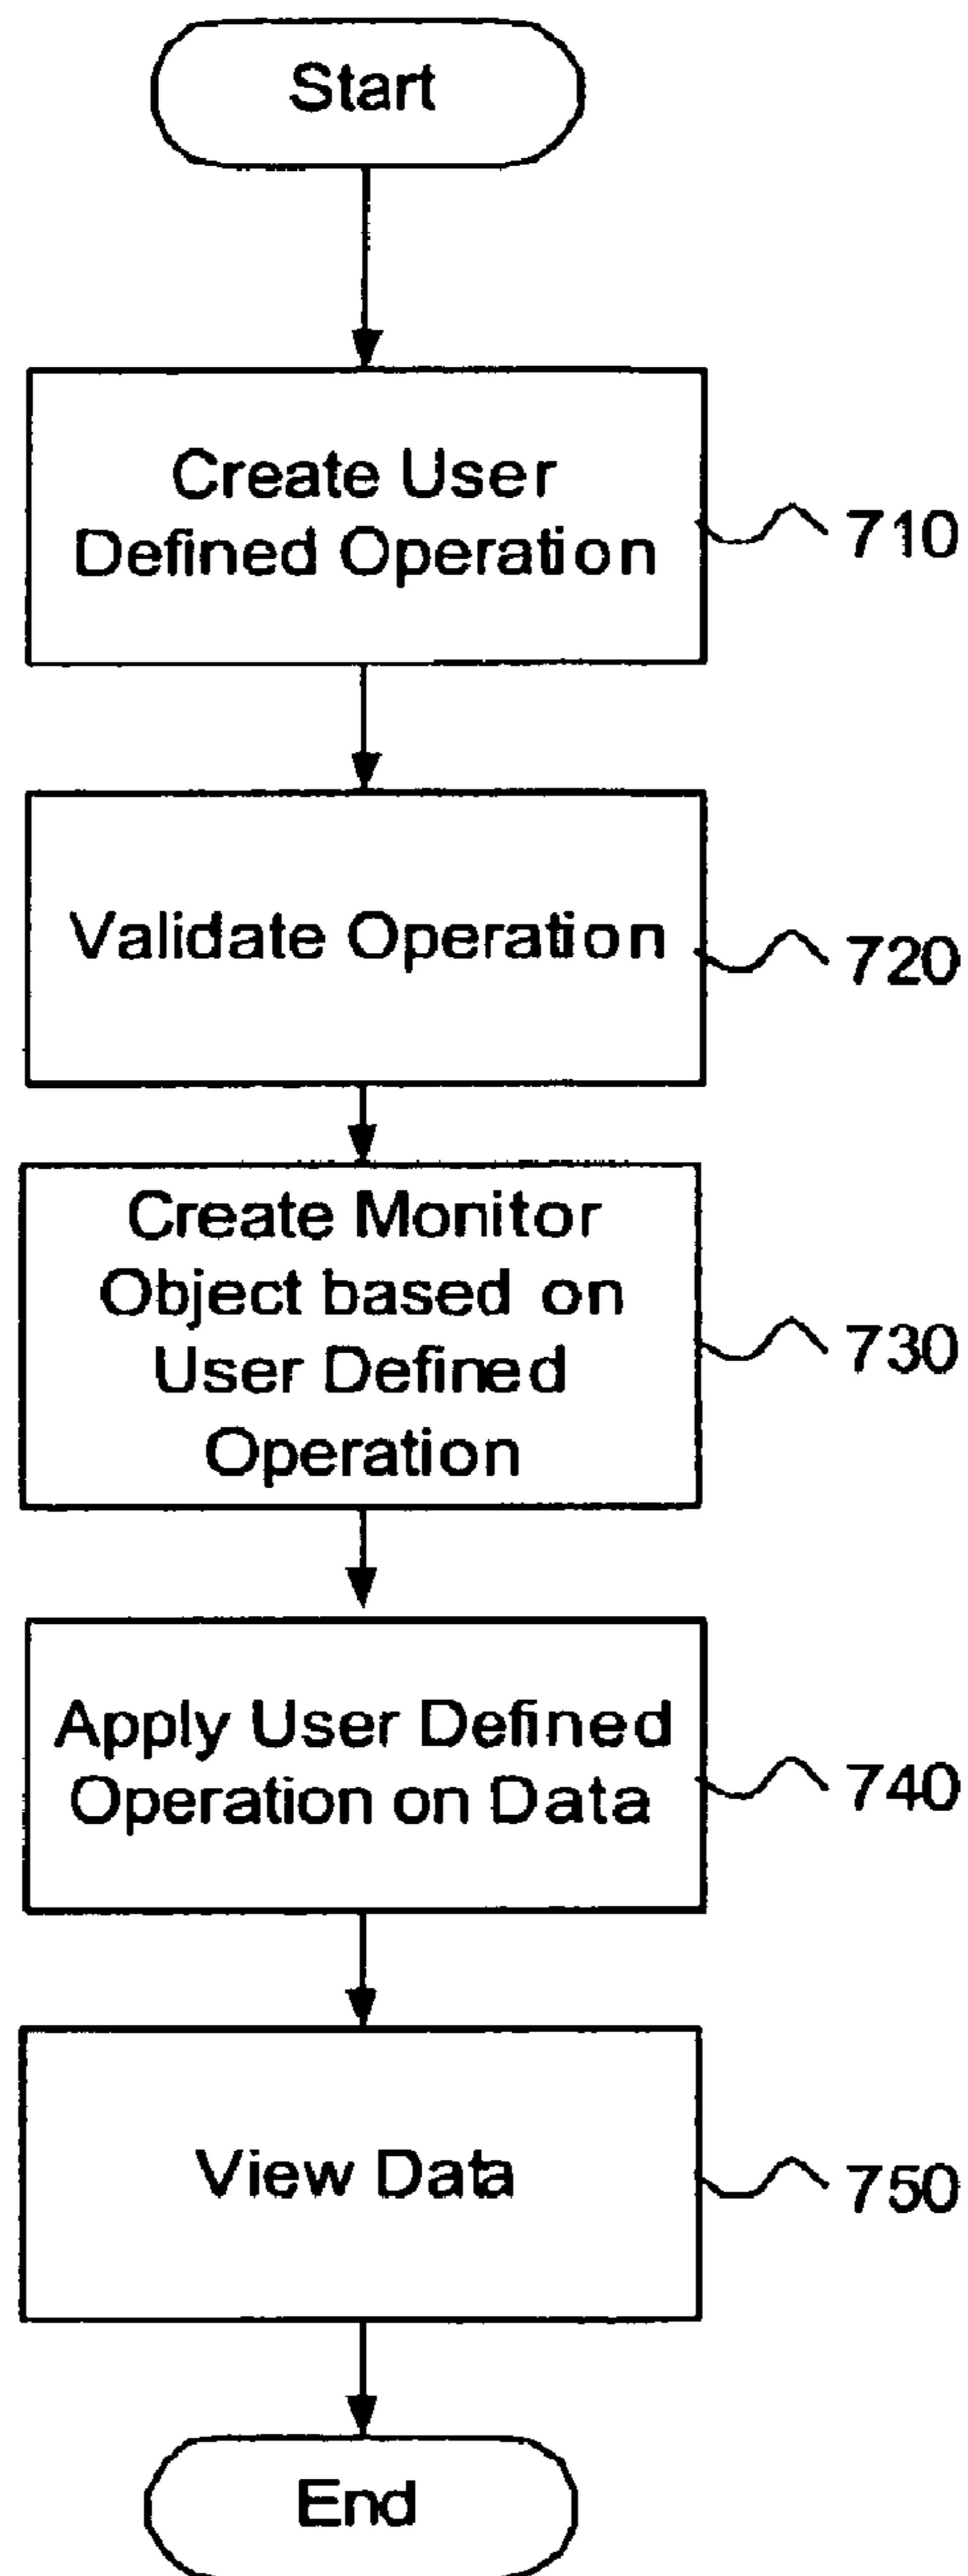 Start
Create User
Defined Operation
710
Validate Operation
720
Create Monitor
Object based on
User Defined
Operation
730
Apply User Defined
Operation on Data
740
View Data
750
End